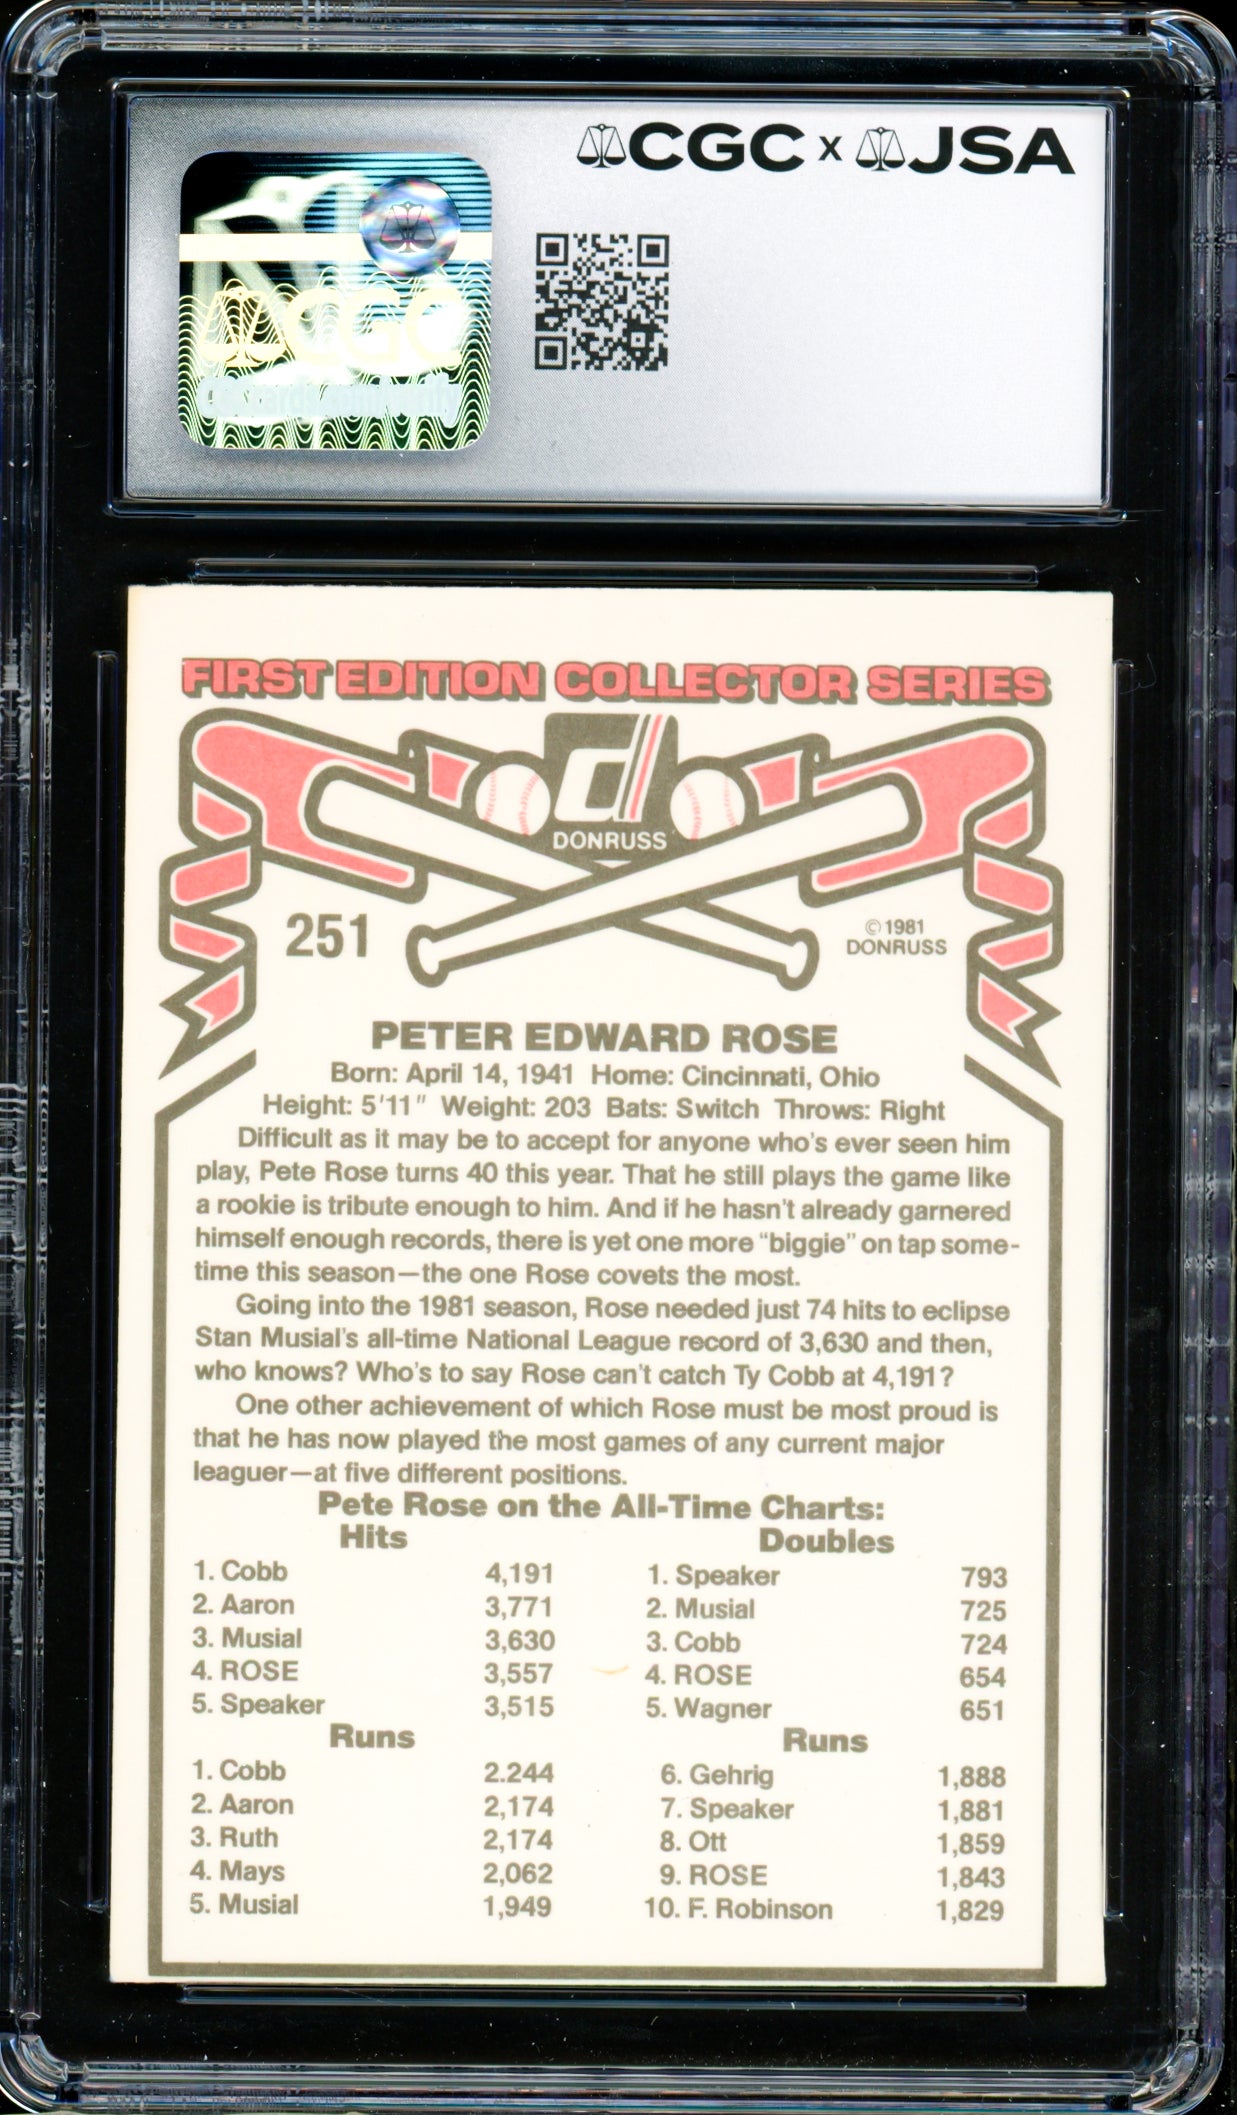 CGC x JSA
CGC
FIRST EDITION COLLECTOR SERIES
d
DONRUSS
251
© 1981
DONRUSS
PETER EDWARD ROSE
Born: April 14, 1941 Home: Cincinnati, Ohio
Height: 5'11" Weight: 203 Bats: Switch Throws: Right
Difficult as it may be to accept for anyone who's ever seen him
play, Pete Rose turns 40 this year. That he still plays the game like
a rookie is tribute enough to him. And if he hasn't already garnered
himself enough records, there is yet one more "biggie" on tap some-
time this season—the one Rose covets the most.
Going into the 1981 season, Rose needed just 74 hits to eclipse
Stan Musial's all-time National League record of 3,630 and then,
who knows? Who's to say Rose can't catch Ty Cobb at 4,191?
One other achievement of which Rose must be most proud is
that he has now played the most games of any current major
leaguer—at five different positions.
Pete Rose on the All-Time Charts:
Hits Doubles
1. Cobb 4,191 1. Speaker 793
2. Aaron 3,771 2. Musial 725
3. Musial 3,630 3. Cobb 724
4. ROSE 3,557 4. ROSE 654
5. Speaker 3,515 5. Wagner 651
Runs Runs
1. Cobb 2.244 6. Gehrig 1,888
2. Aaron 2,174 7. Speaker 1,881
3. Ruth 2,174 8. Ott 1,859
4. Mays 2,062 9. ROSE 1,843
5. Musial 1,949 10. F. Robinson 1,829